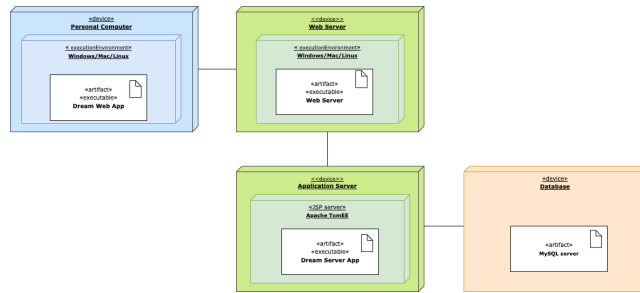 «device»
Personal Computer
« executionEnvironment»
Windows/Mac/Linux
«artifact»
«executable»
Dream Web App
<<device>>
Web Server
« executionEnvironment»
Windows/Mac/Linux
«artifact»
«executable»
Web Server
<<device>>
Application Server
<JSP server>
Apache TomEE
«artifact»
«executable»
Dream Server App
«device»
Database
«artifact»
MySQL server